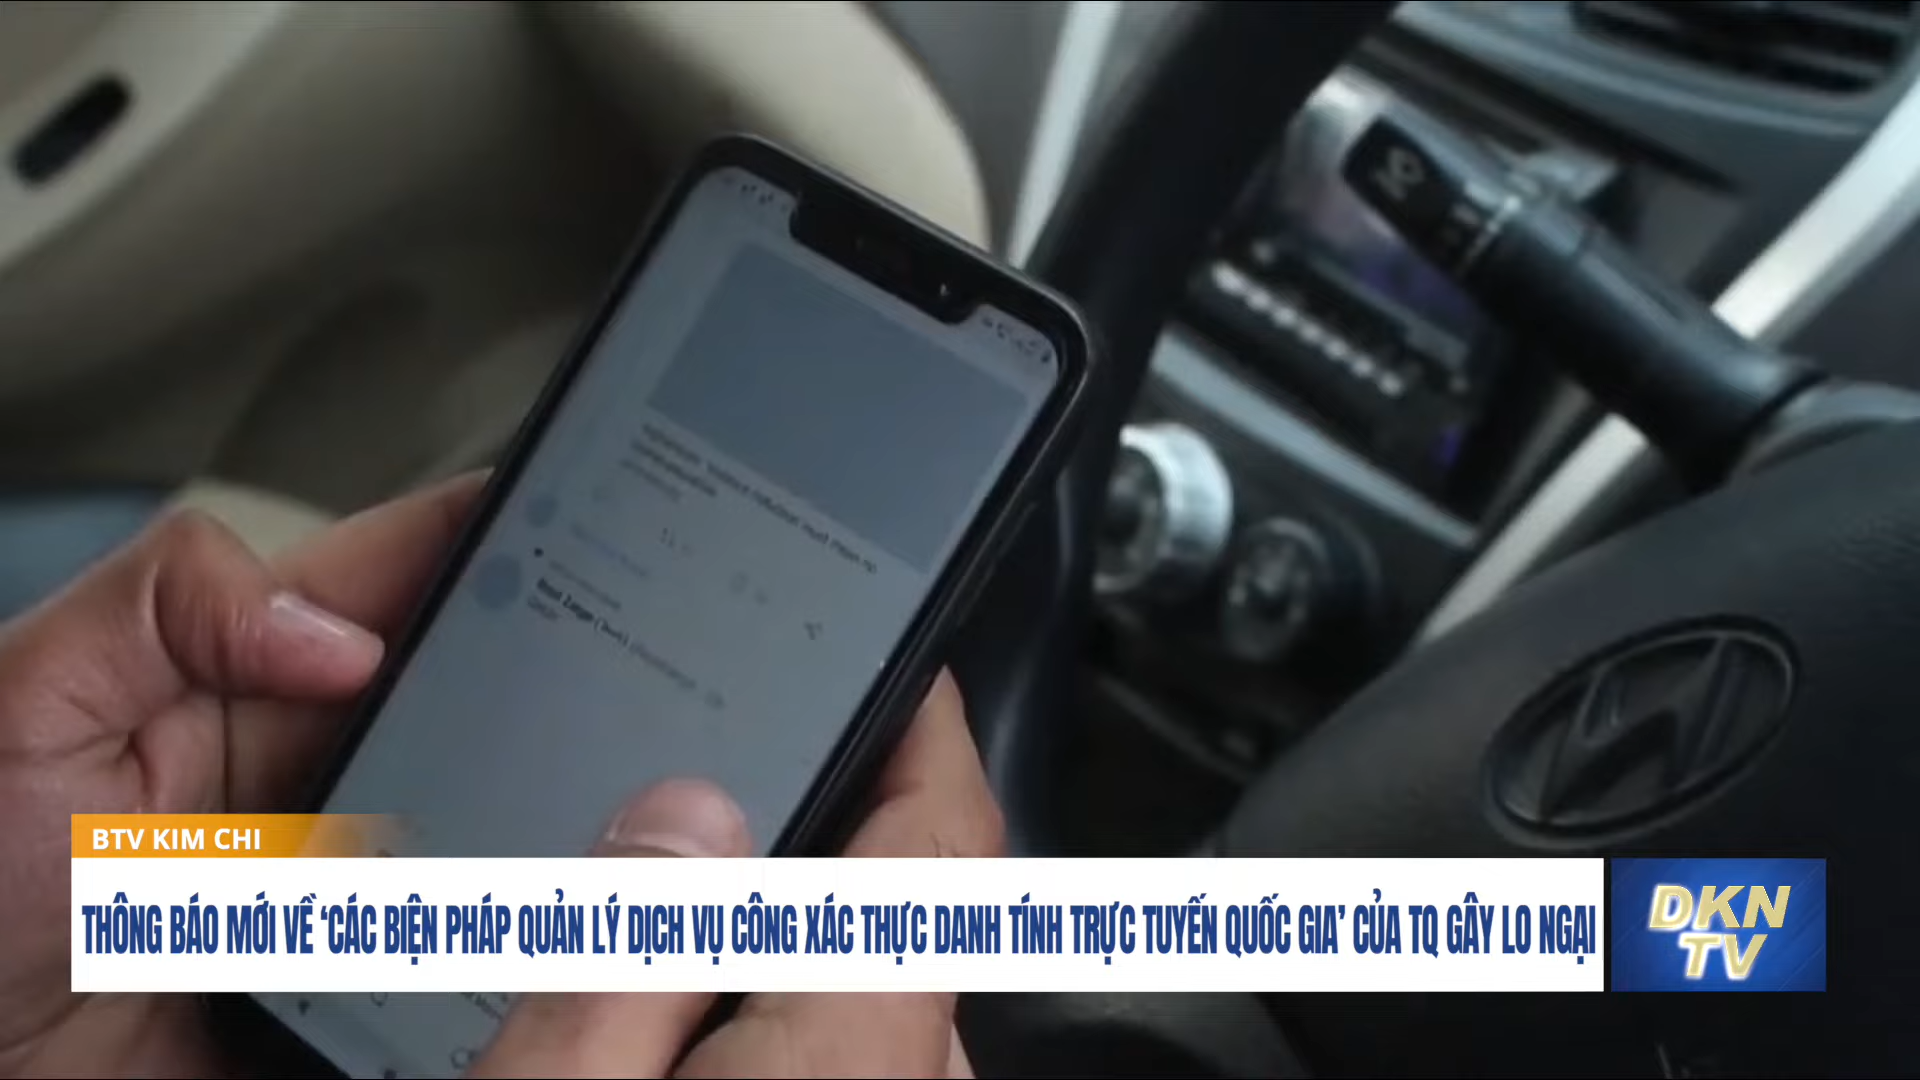 BTV KIM CHI
THÔNG BÁO MỚI VỀ ‘CÁC BIỆN PHÁP QUẢN LÝ DỊCH VỤ CÔNG XÁC THỰC DANH TÍNH TRỰC TUYẾN QUỐC GIA’ CỦA TQ GÂY LO NGẠI
DKN
TV